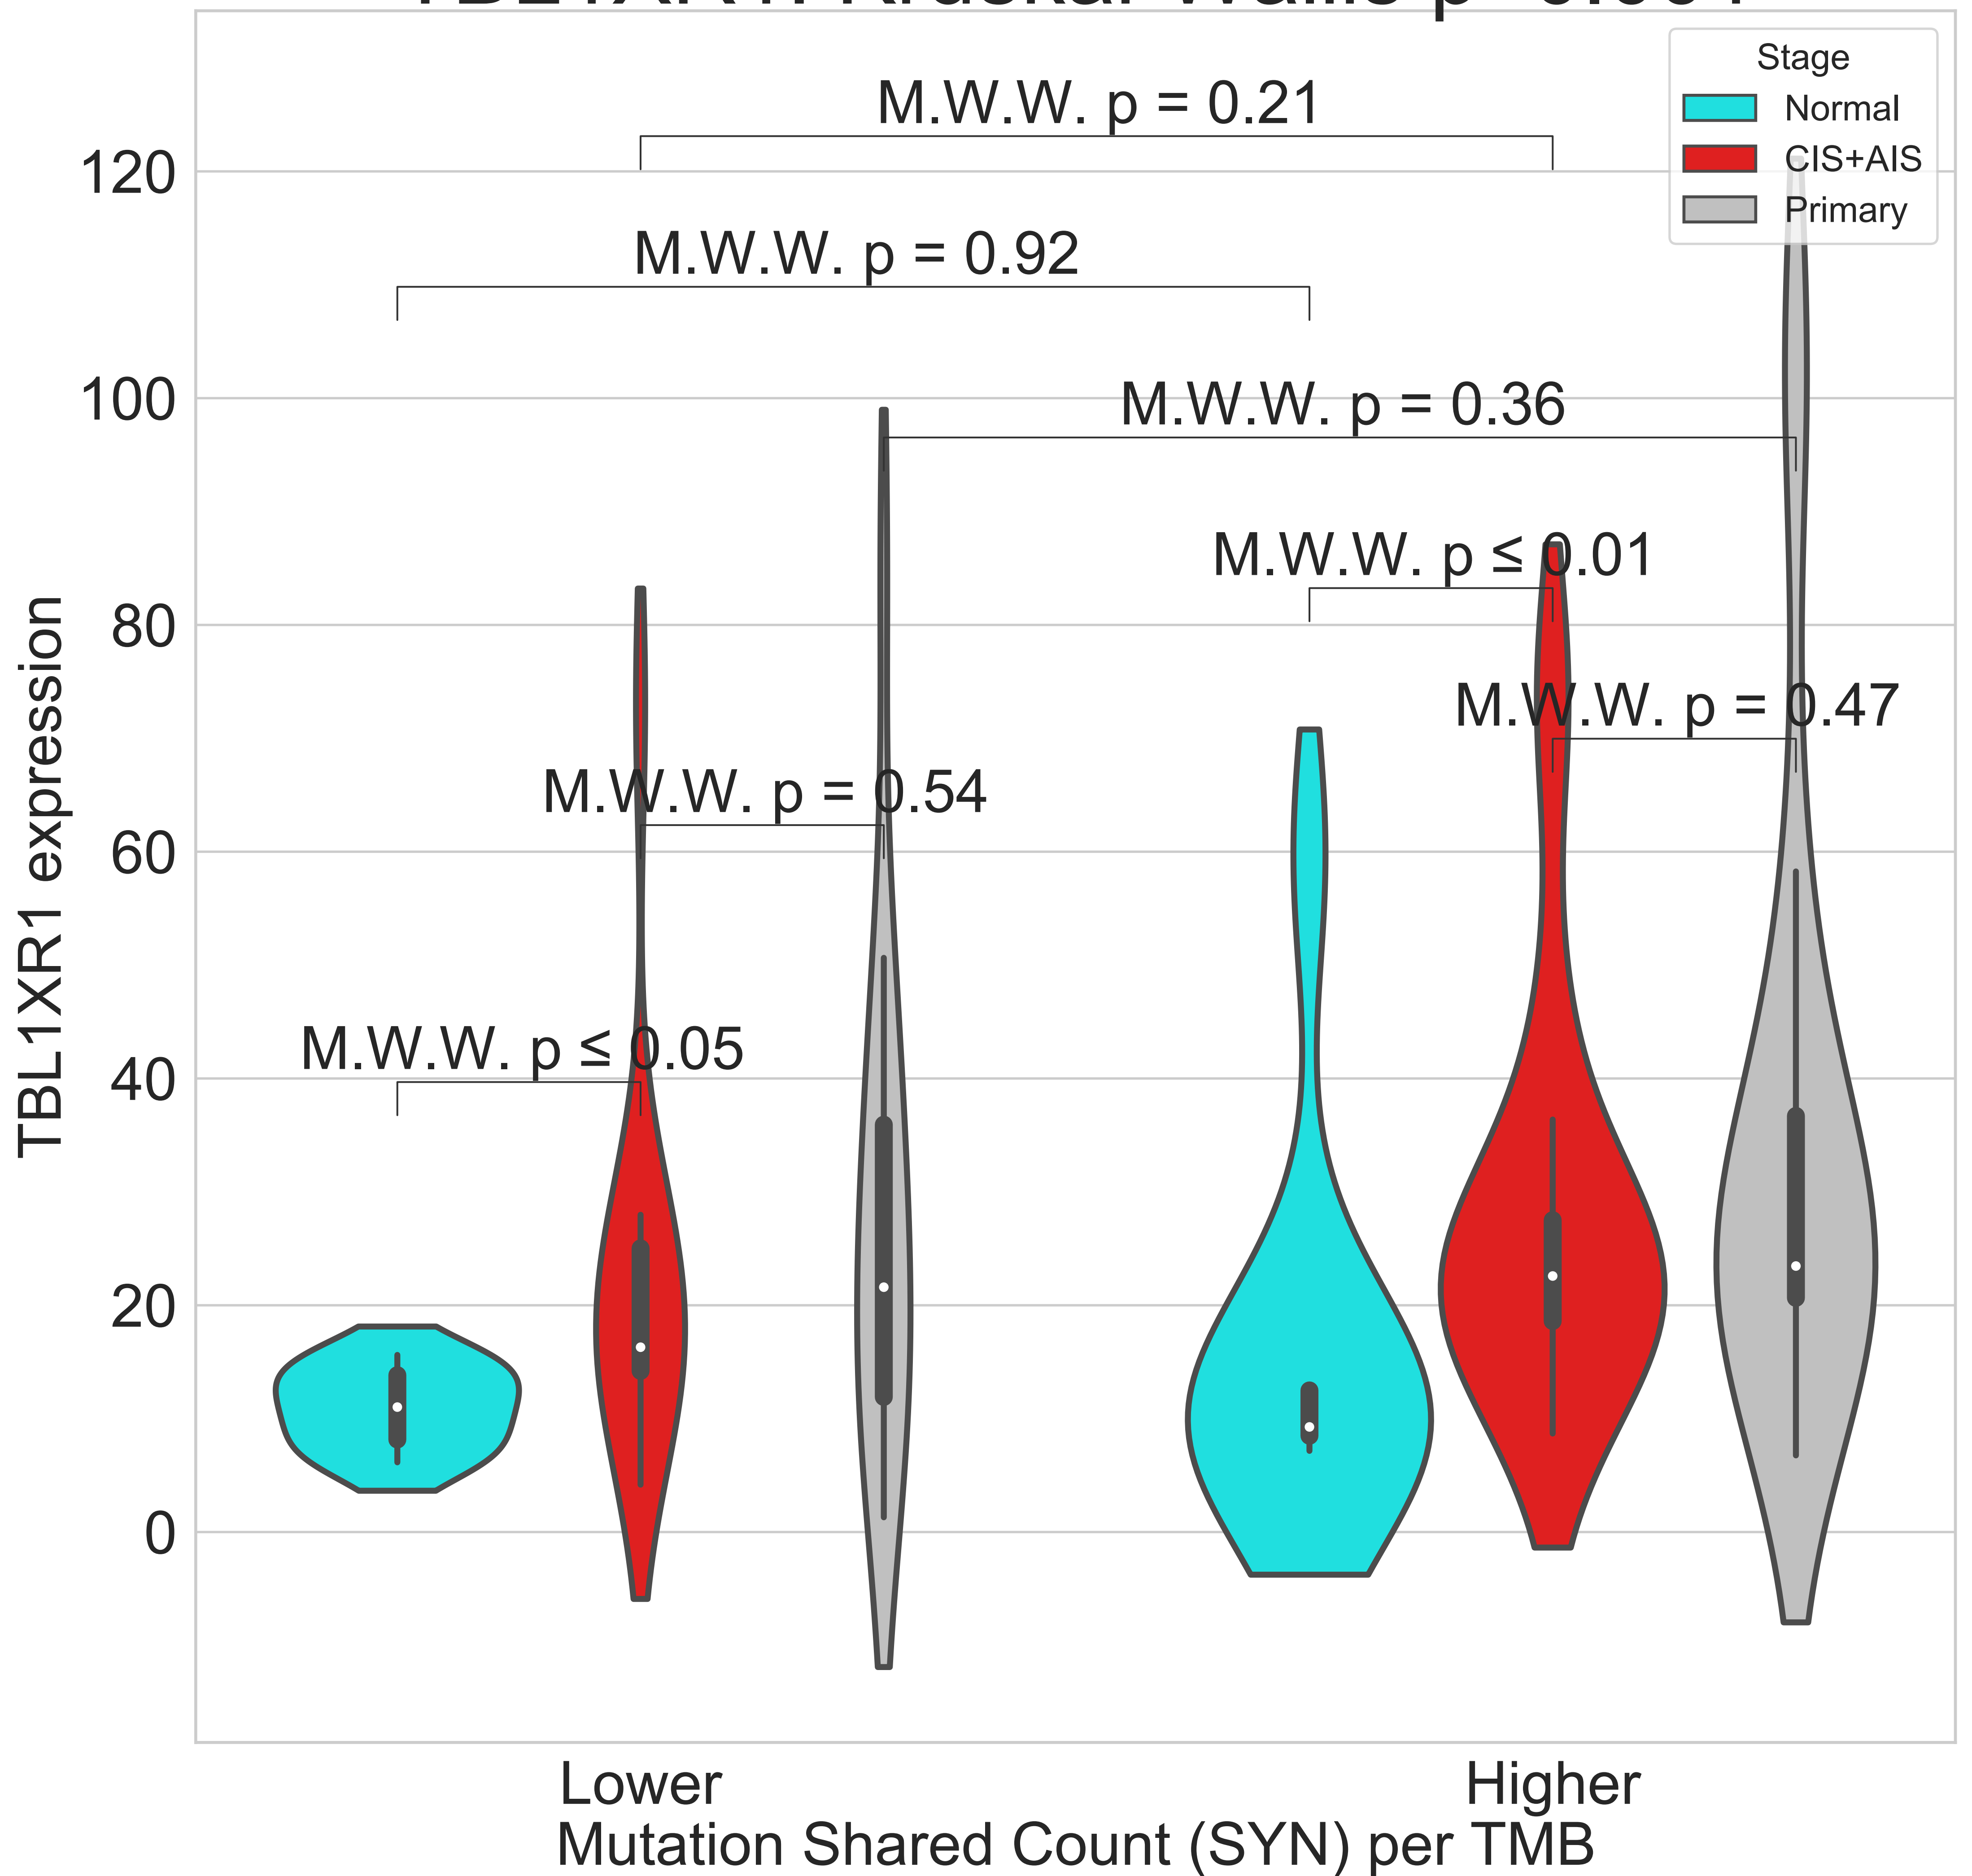 Stage
Normal
CIS+AIS
Primary
M.W.W. p = 0.21
M.W.W. p = 0.92
M.W.W. p = 0.36
M.W.W. p ≤ 0.01
M.W.W. p = 0.47
M.W.W. p = 0.54
M.W.W. p ≤ 0.05
120
100
80
60
40
20
0
TBL1XR1 expression
Lower
Higher
Mutation Shared Count (SYN) per TMB